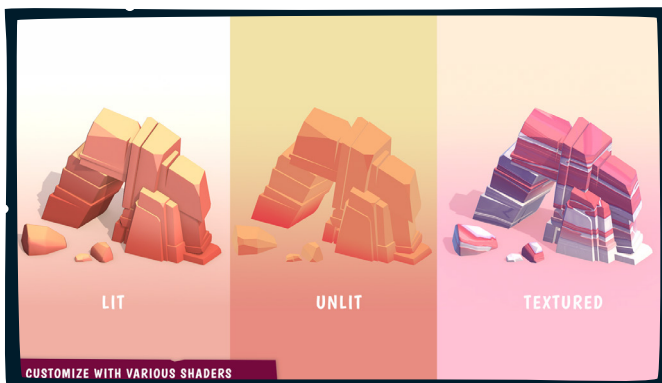 LIT
UNLIT
TEXTURED
CUSTOMIZE WITH VARIOUS SHADERS